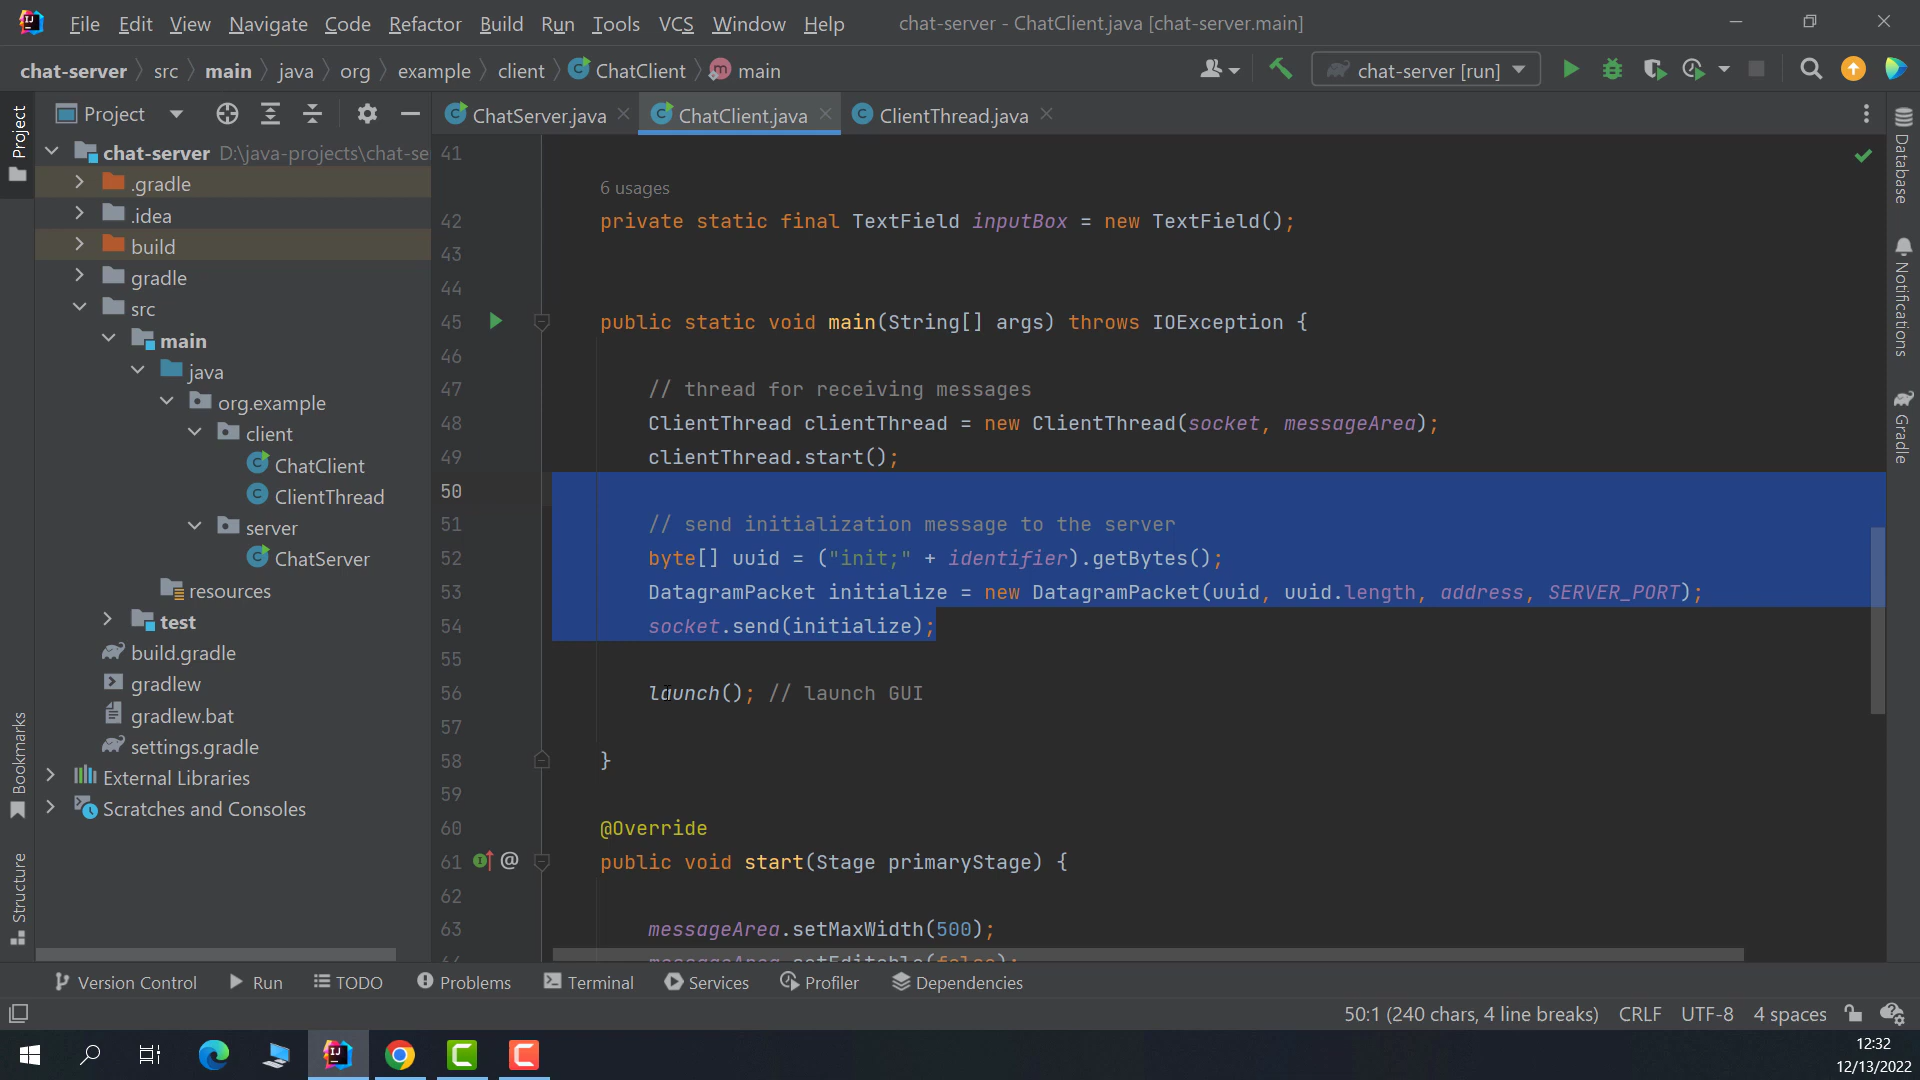 File Edit View Navigate Code Refactor Build Run Tools VCS Window Help chat-server - ChatClient.java [chat-server.main]
chat-server src main java org example client ChatClient main chat-server [run]
Project
Project
ChatServer.java ChatClient.java ClientThread.java
chat-server D:\java-projects\chat-se
.gradle
.idea
build
gradle
src
main
java
org.example
client
ChatClient
ClientThread
server
ChatServer
resources
test
build.gradle
gradlew
gradlew.bat
settings.gradle
External Libraries
Scratches and Consoles
Bookmarks
Structure
41
6 usages
42 private static final TextField inputBox = new TextField();
43
44
45 public static void main(String[] args) throws IOException {
46
47 // thread for receiving messages
48 ClientThread clientThread = new ClientThread(socket, messageArea);
49 clientThread.start();
50
51 // send initialization message to the server
52 byte[] uuid = ("init;" + identifier).getBytes();
53 DatagramPacket initialize = new DatagramPacket(uuid, uuid.length, address, SERVER_PORT);
54 socket.send(initialize);
55
56 launch(); // launch GUI
57
58 }
59
60 @Override
61 public void start(Stage primaryStage) {
62
63 messageArea.setMaxWidth(500);
64 messageArea.setEditable(false);
Database
Notifications
Gradle
Version Control Run TODO Problems Terminal Services Profiler Dependencies
50:1 (240 chars, 4 line breaks) CRLF UTF-8 4 spaces
12:32
12/13/2022